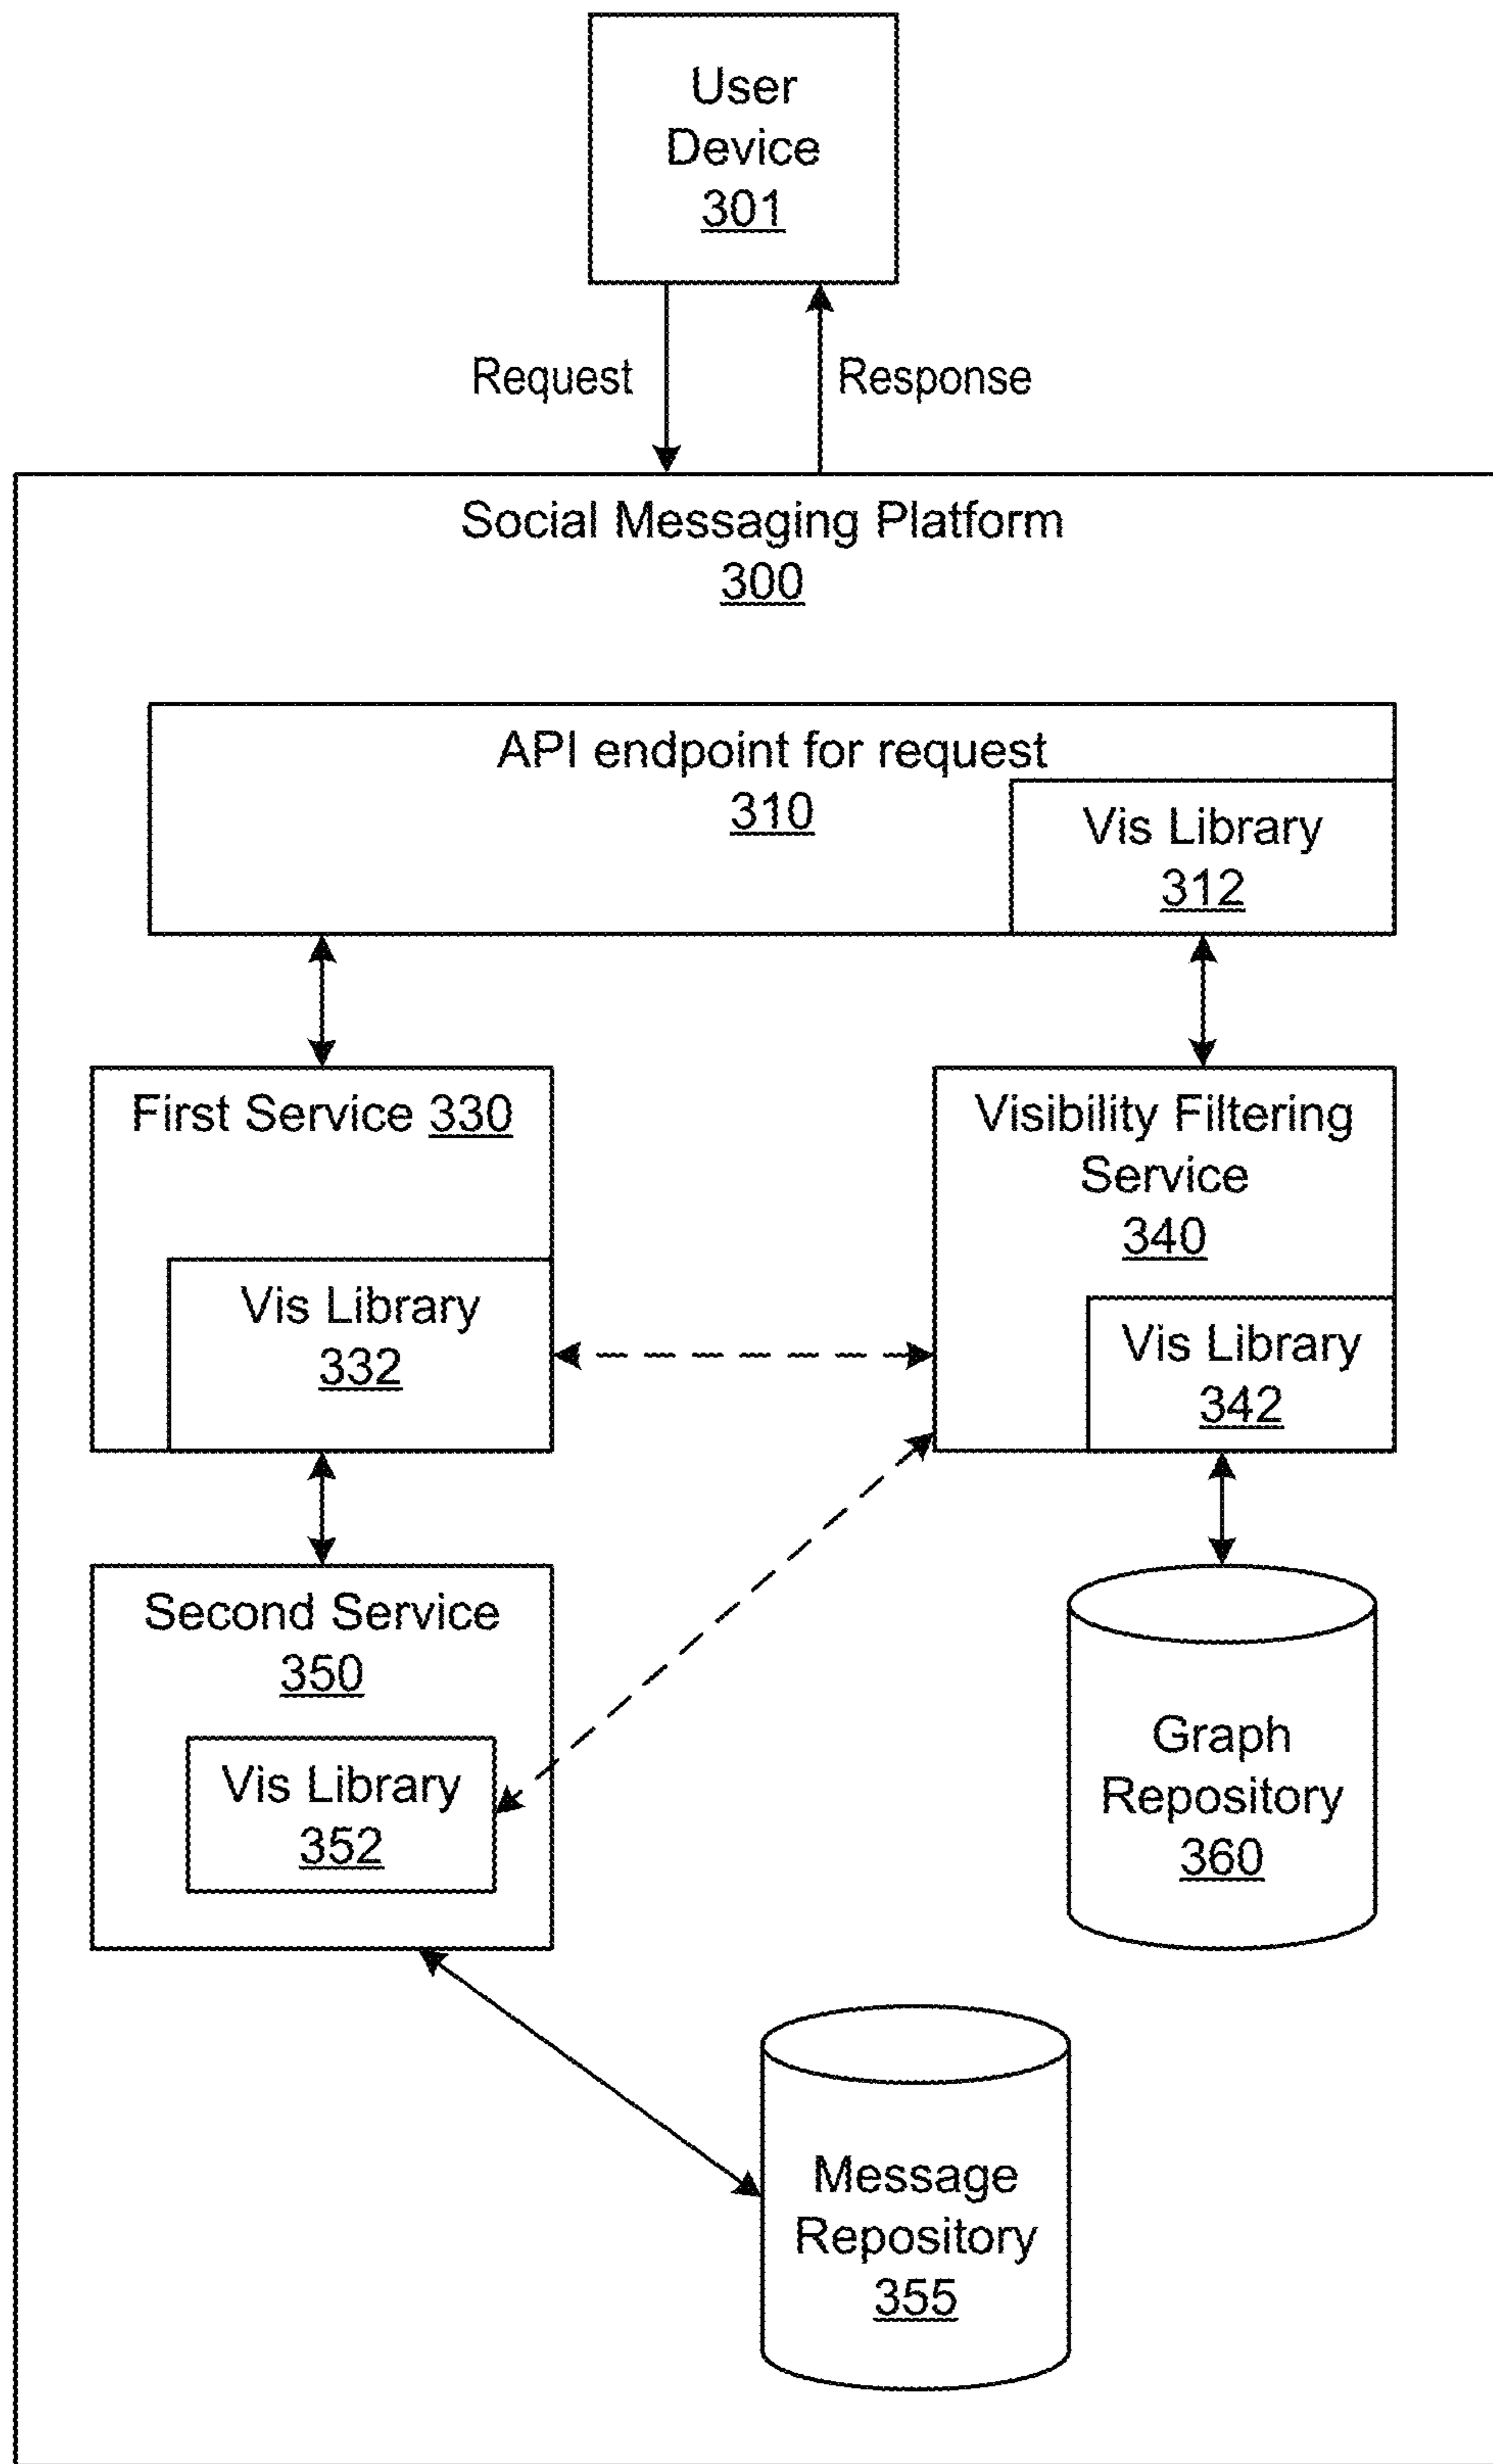 User
Device
301
Request
Response
Social Messaging Platform
300
API endpoint for request
310
Vis Library
312
First Service 330
Vis Library
332
Visibility Filtering
Service
340
Vis Library
342
Second Service
350
Vis Library
352
Graph
Repository
360
Message
Repository
355